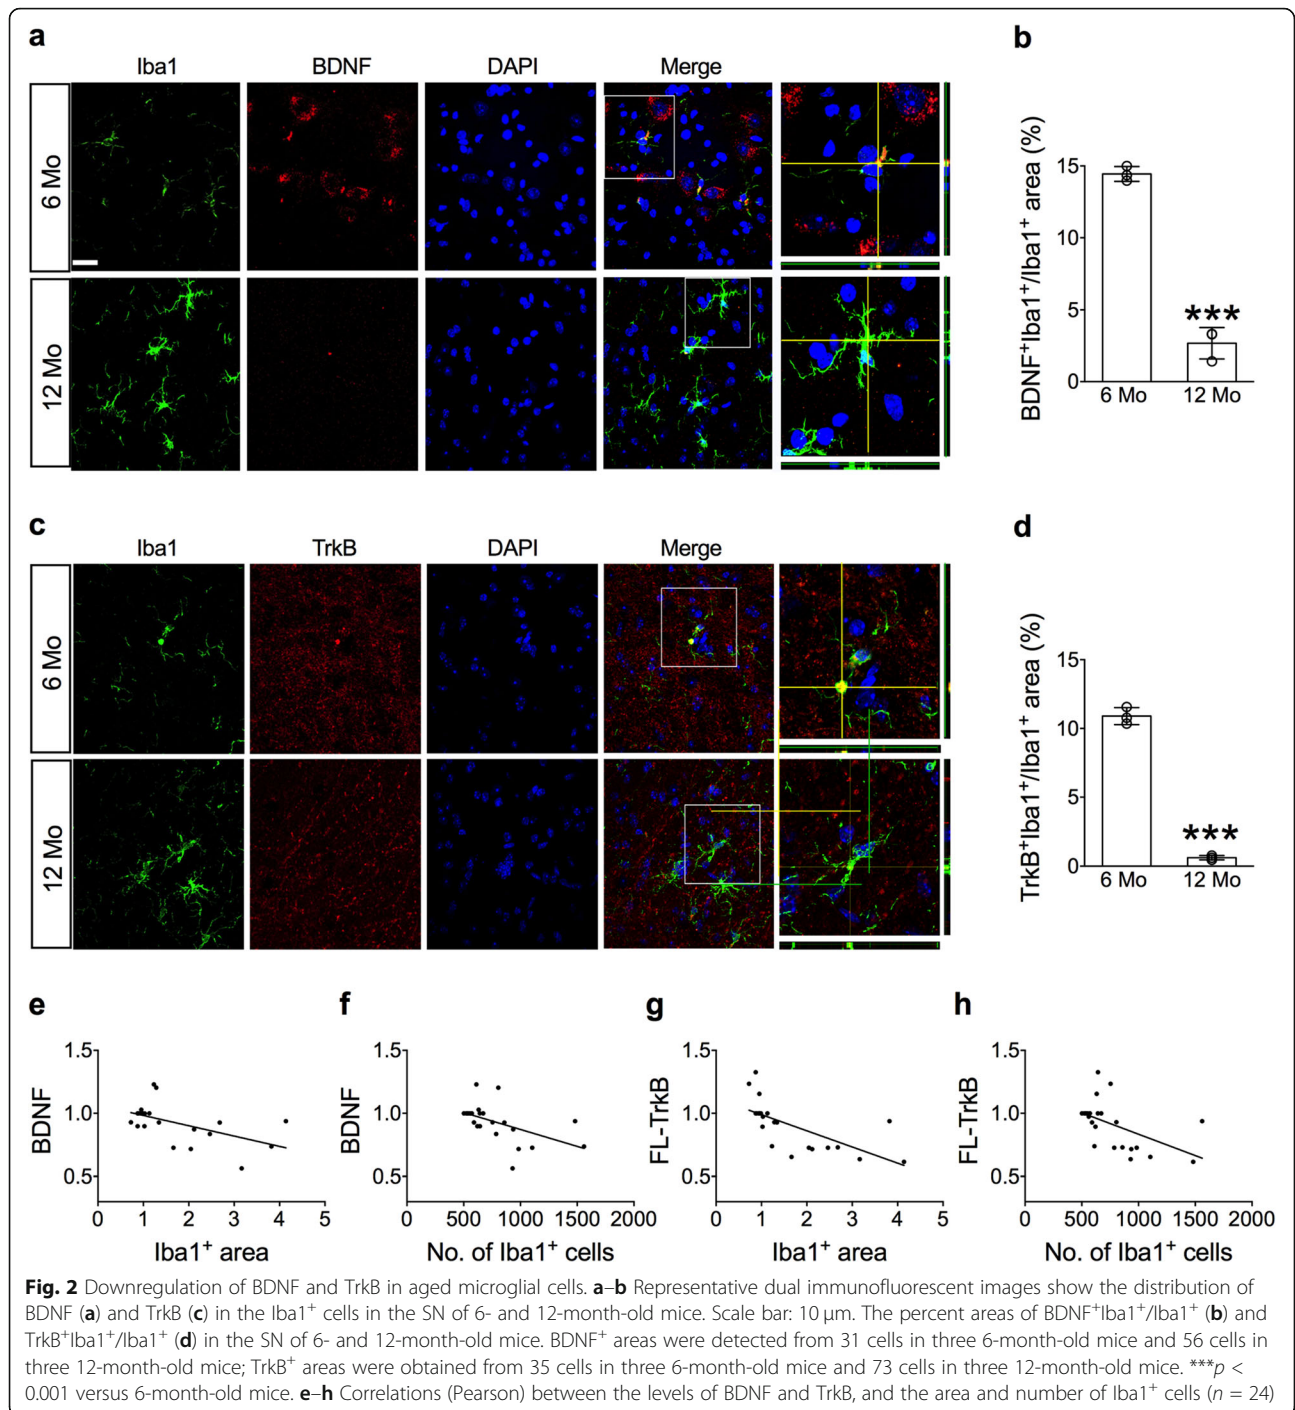 a
Iba1 BDNF DAPI Merge
6 Mo
12 Mo
b
BDNF⁺Iba1⁺/Iba1⁺ area (%)
15
10
5
0
***
6 Mo 12 Mo
c
Iba1 TrkB DAPI Merge
6 Mo
12 Mo
d
TrkB⁺Iba1⁺/Iba1⁺ area (%)
15
10
5
0
***
6 Mo 12 Mo
e
BDNF
1.5
1.0
0.5
0 1 2 3 4 5
Iba1⁺ area
f
BDNF
1.5
1.0
0.5
0 500 1000 1500 2000
No. of Iba1⁺ cells
g
FL-TrkB
1.5
1.0
0.5
0 1 2 3 4 5
Iba1⁺ area
h
FL-TrkB
1.5
1.0
0.5
0 500 1000 1500 2000
No. of Iba1⁺ cells
Fig. 2 Downregulation of BDNF and TrkB in aged microglial cells. a–b Representative dual immunofluorescent images show the distribution of
BDNF (a) and TrkB (c) in the Iba1⁺ cells in the SN of 6- and 12-month-old mice. Scale bar: 10 μm. The percent areas of BDNF⁺Iba1⁺/Iba1⁺ (b) and
TrkB⁺Iba1⁺/Iba1⁺ (d) in the SN of 6- and 12-month-old mice. BDNF⁺ areas were detected from 31 cells in three 6-month-old mice and 56 cells in
three 12-month-old mice; TrkB⁺ areas were obtained from 35 cells in three 6-month-old mice and 73 cells in three 12-month-old mice. ***p <
0.001 versus 6-month-old mice. e–h Correlations (Pearson) between the levels of BDNF and TrkB, and the area and number of Iba1⁺ cells (n = 24)